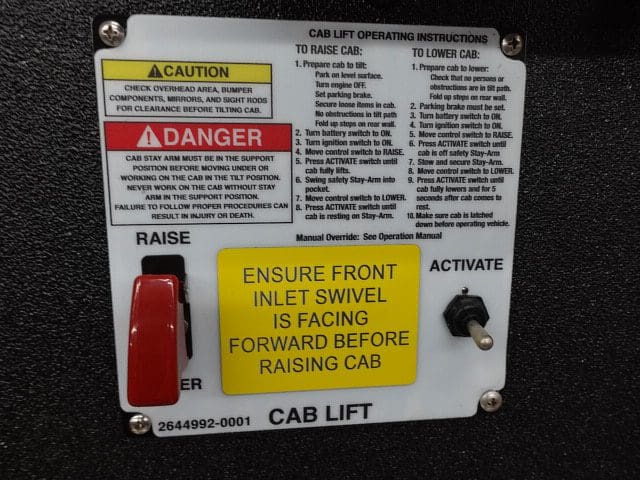 CAB LIFT OPERATING INSTRUCTIONS
CAUTION
CHECK OVERHEAD AREA, BUMPER
COMPONENTS, MIRRORS, AND SIGHT RODS
FOR CLEARANCE BEFORE TILTING CAB.
DANGER
CAB STAY ARM MUST BE IN THE SUPPORT
POSITION BEFORE MOVING UNDER OR
WORKING ON THE CAB IN THE TILT POSITION.
NEVER WORK ON THE CAB WITHOUT STAY
ARM IN THE SUPPORT POSITION.
FAILURE TO FOLLOW PROPER PROCEDURES CAN
RESULT IN INJURY OR DEATH.
TO RAISE CAB:
1. Prepare cab to tilt:
Park on level surface.
Turn engine OFF.
Set parking brake.
Secure loose items in cab.
No obstructions in tilt path
Fold up steps on rear wall.
2. Turn battery switch to ON.
3. Turn ignition switch to ON.
4. Move control switch to RAISE.
5. Press ACTIVATE switch until
cab fully lifts.
6. Swing safety Stay-Arm into
pocket.
7. Move control switch to LOWER.
8. Press ACTIVATE switch until
cab is resting on Stay-Arm.
TO LOWER CAB:
1. Prepare cab to lower:
Check that no persons or
obstructions are in tilt path.
Fold up steps on rear wall.
2. Parking brake must be set.
3. Turn battery switch to ON.
4. Turn ignition switch to ON.
5. Move control switch to RAISE.
6. Press ACTIVATE switch until
cab is off safety Stay-Arm.
7. Stow and secure Stay-Arm.
8. Move control switch to LOWER.
9. Press ACTIVATE switch until
cab fully lowers and for 5
seconds after cab comes to
rest.
10. Make sure cab is latched
down before operating vehicle.
Manual Override: See Operation Manual
RAISE
ENSURE FRONT
INLET SWIVEL
IS FACING
FORWARD BEFORE
RAISING CAB
ACTIVATE
ER
2644992-0001
CAB LIFT